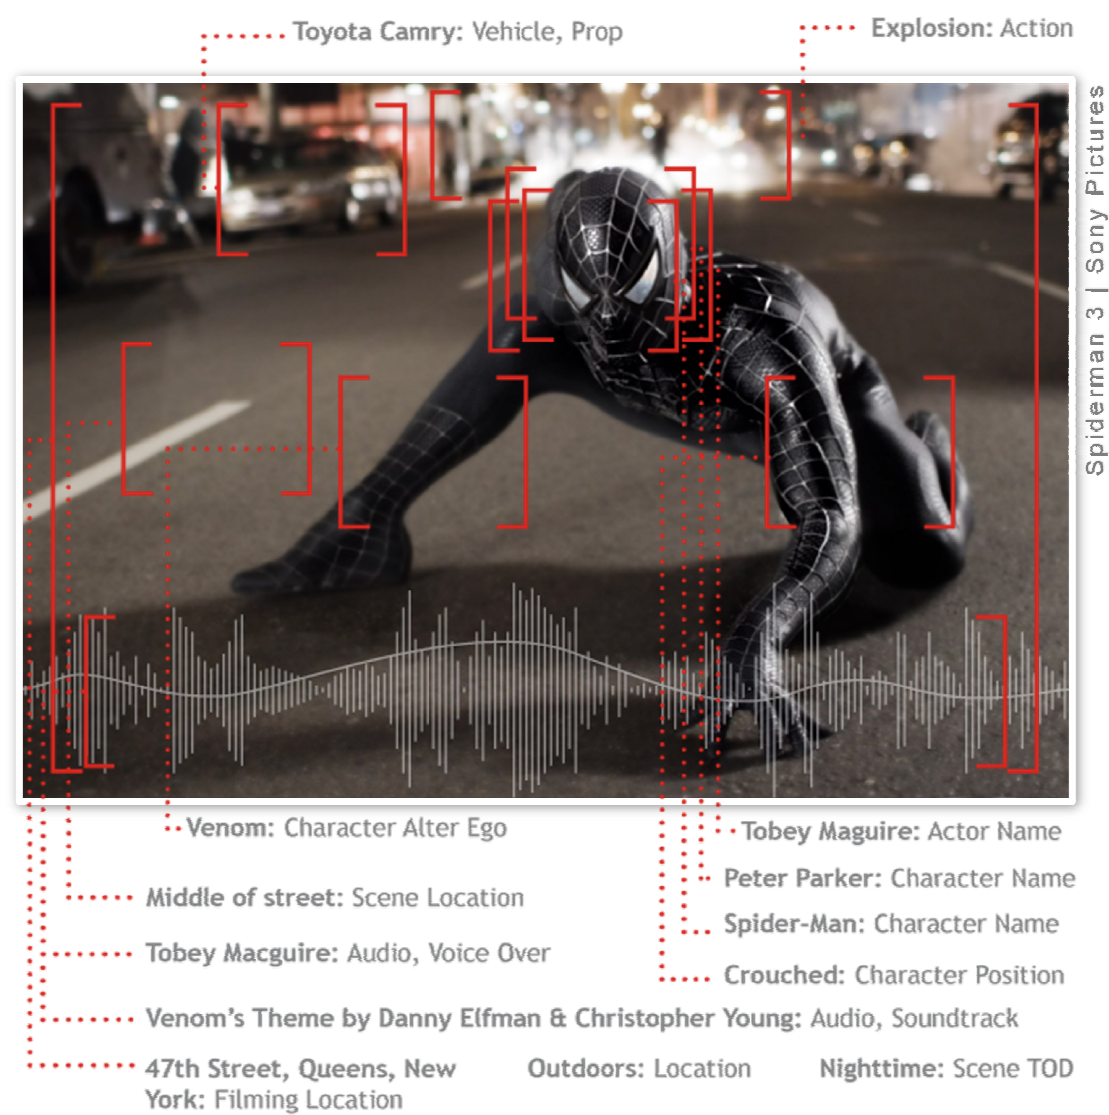 Toyota Camry: Vehicle, Prop
Explosion: Action
Spiderman 3 | Sony Pictures
Venom: Character Alter Ego
Tobey Maguire: Actor Name
Peter Parker: Character Name
Middle of street: Scene Location
Spider-Man: Character Name
Tobey Macguire: Audio, Voice Over
Crouched: Character Position
Venom's Theme by Danny Elfman & Christopher Young: Audio, Soundtrack
47th Street, Queens, New
York: Filming Location
Outdoors: Location
Nighttime: Scene TOD